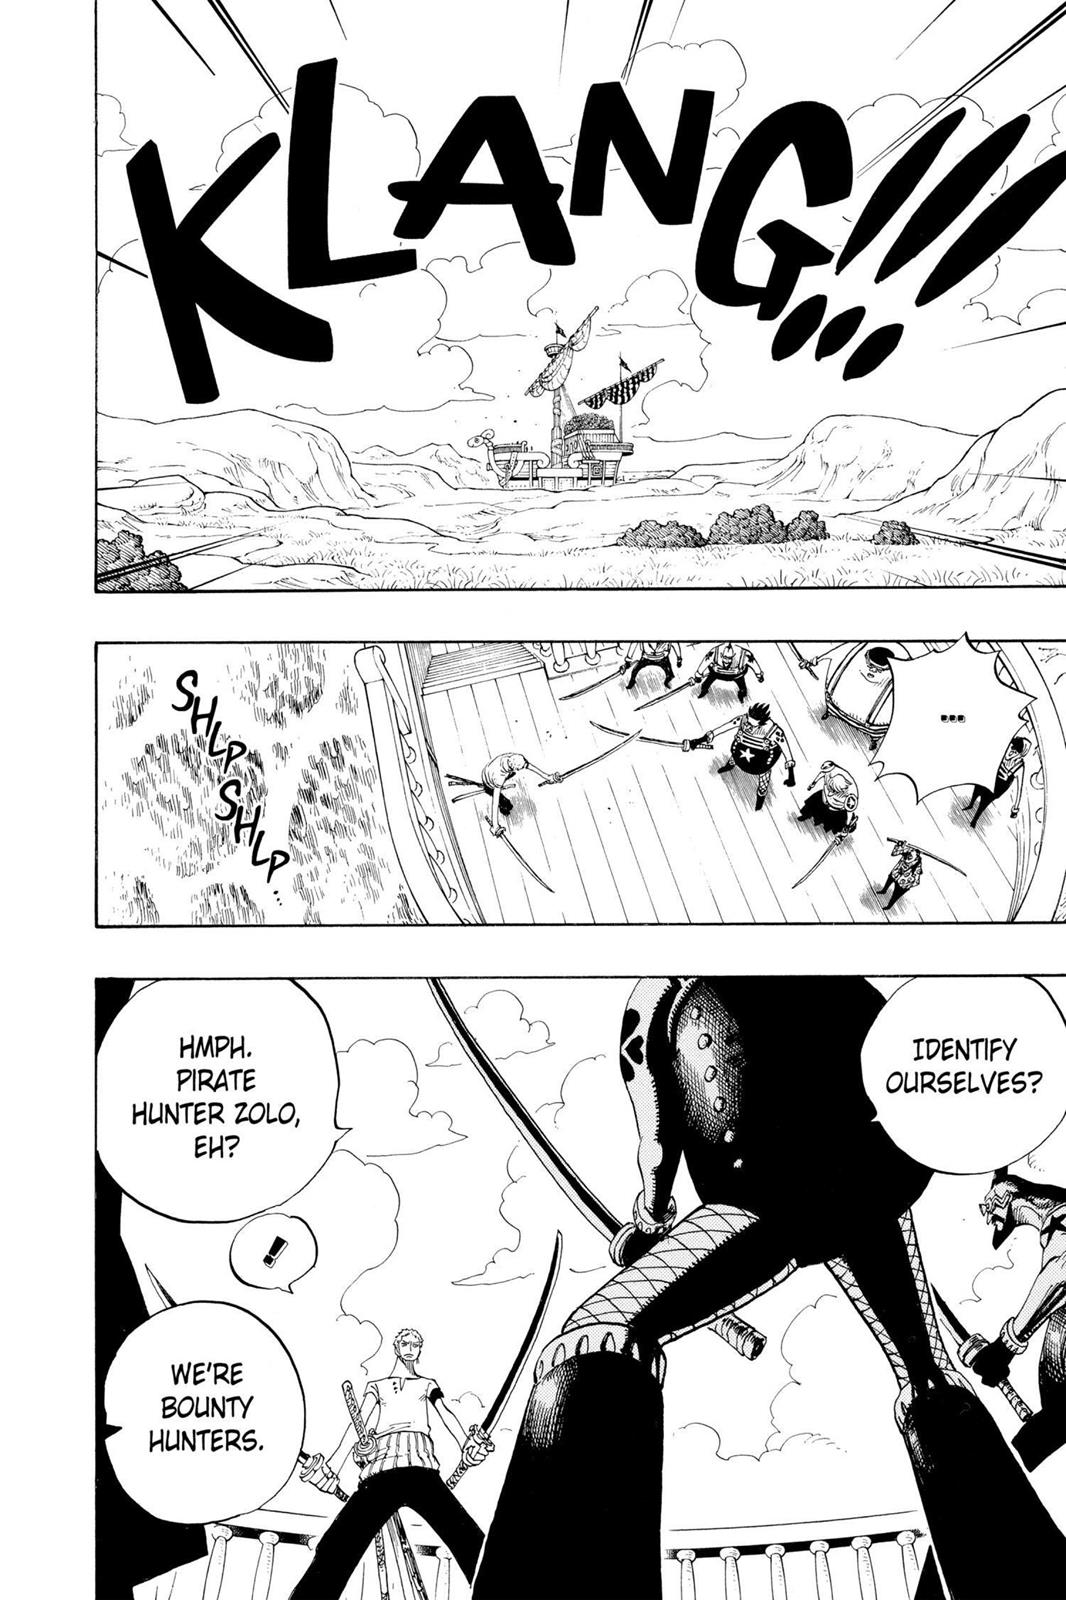 KLANG!!!
...
SHLP
SHLP...
IDENTIFY
OURSELVES?
HMPH.
PIRATE
HUNTER ZOLO,
EH?
!
WE'RE
BOUNTY
HUNTERS.